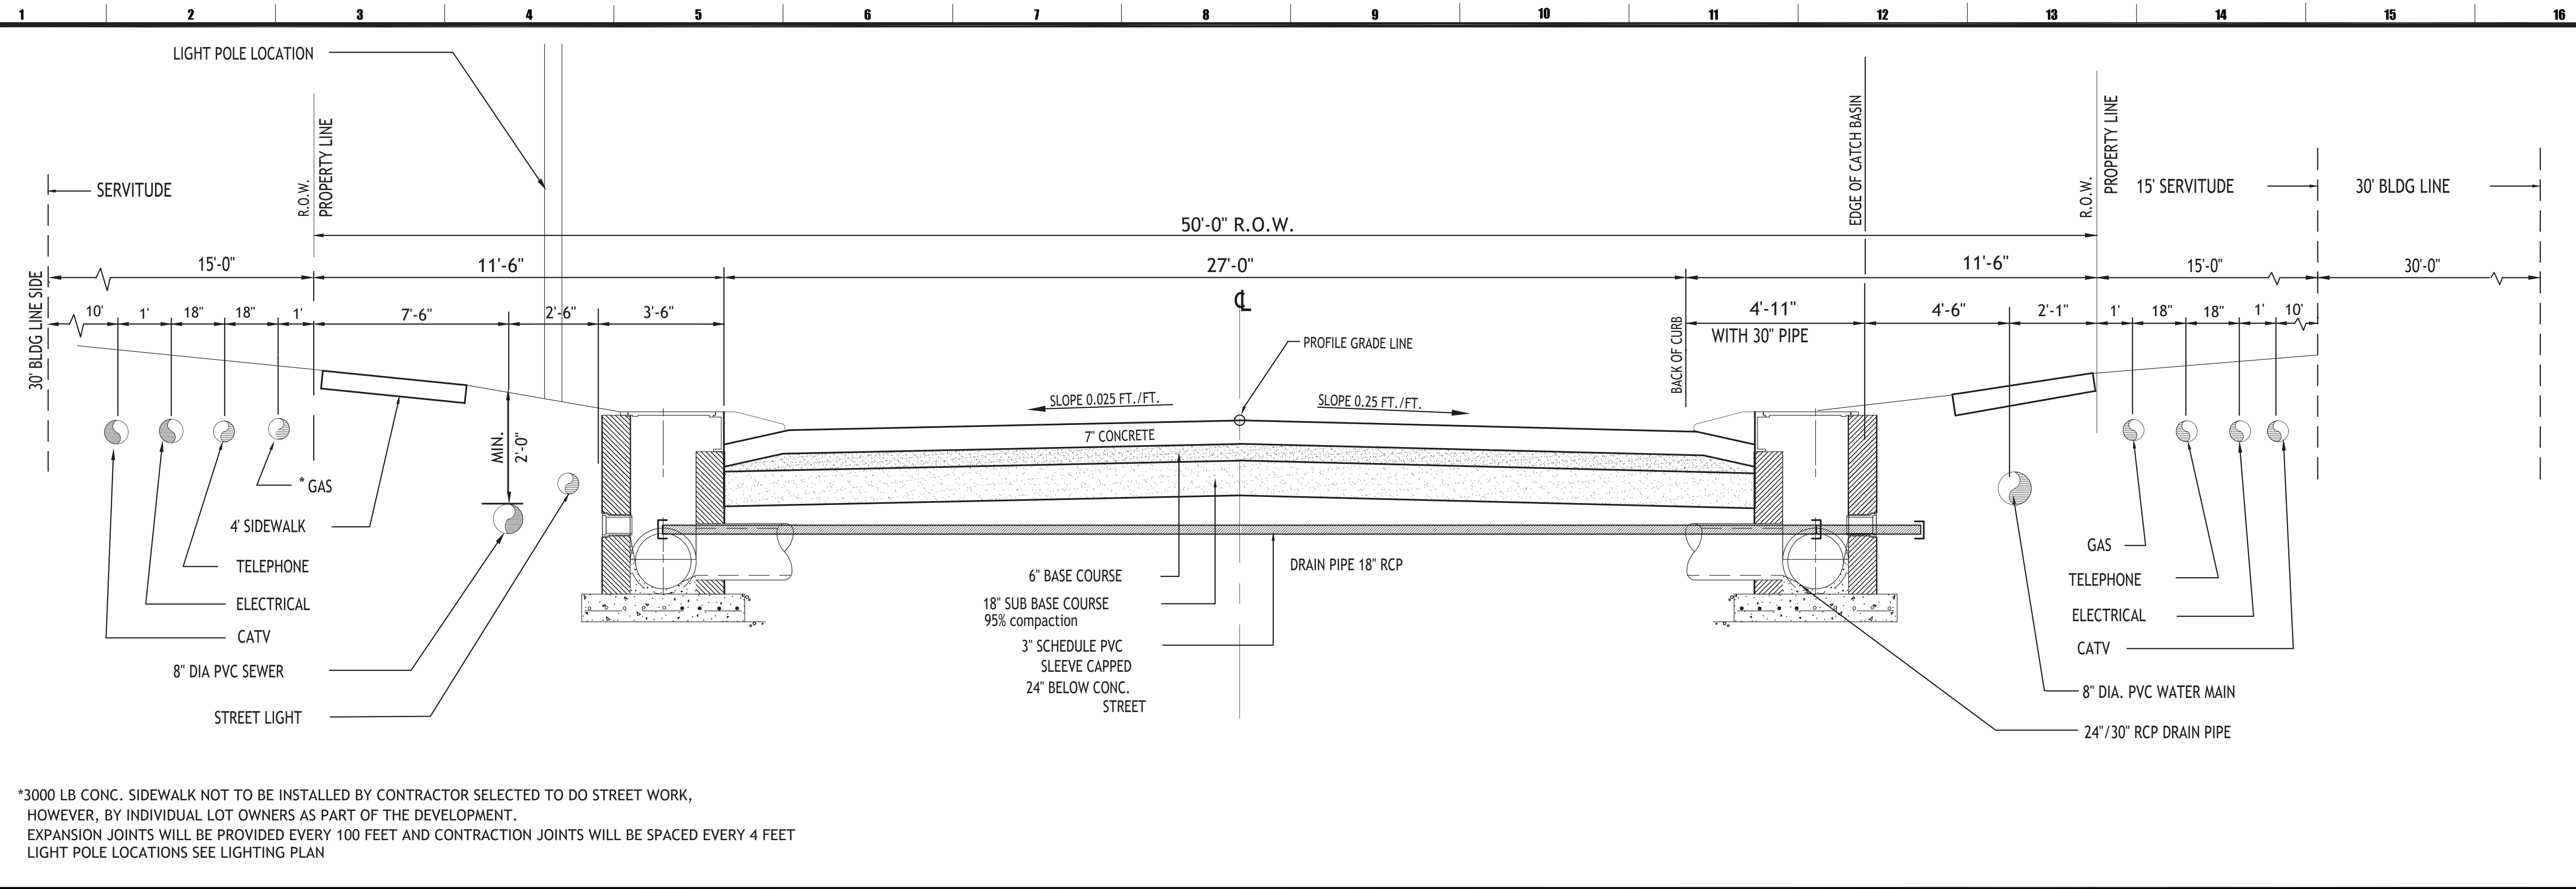 1 2 3 4 5 6 7 8 9 10 11 12 13 14 15 16
LIGHT POLE LOCATION
SERVITUDE
R.O.W.
PROPERTY LINE
EDGE OF CATCH BASIN
R.O.W.
PROPERTY LINE
15' SERVITUDE
30' BLDG LINE
50'-0" R.O.W.
15'-0" 11'-6" 27'-0" 11'-6" 15'-0" 30'-0"
30' BLDG LINE SIDE
℄
10' 1' 18" 18" 1' 7'-6" 2'-6" 3'-6" 4'-11" 4'-6" 2'-1" 1' 18" 18" 1' 10'
WITH 30" PIPE
BACK OF CURB
PROFILE GRADE LINE
SLOPE 0.025 FT./FT.
SLOPE 0.25 FT./FT.
7" CONCRETE
MIN.
2'-0"
* GAS
4' SIDEWALK
TELEPHONE
ELECTRICAL
CATV
8" DIA PVC SEWER
STREET LIGHT
DRAIN PIPE 18" RCP
6" BASE COURSE
18" SUB BASE COURSE
95% compaction
3" SCHEDULE PVC
SLEEVE CAPPED
24" BELOW CONC.
STREET
GAS
TELEPHONE
ELECTRICAL
CATV
8" DIA. PVC WATER MAIN
24"/30" RCP DRAIN PIPE
*3000 LB CONC. SIDEWALK NOT TO BE INSTALLED BY CONTRACTOR SELECTED TO DO STREET WORK,
HOWEVER, BY INDIVIDUAL LOT OWNERS AS PART OF THE DEVELOPMENT.
EXPANSION JOINTS WILL BE PROVIDED EVERY 100 FEET AND CONTRACTION JOINTS WILL BE SPACED EVERY 4 FEET
LIGHT POLE LOCATIONS SEE LIGHTING PLAN